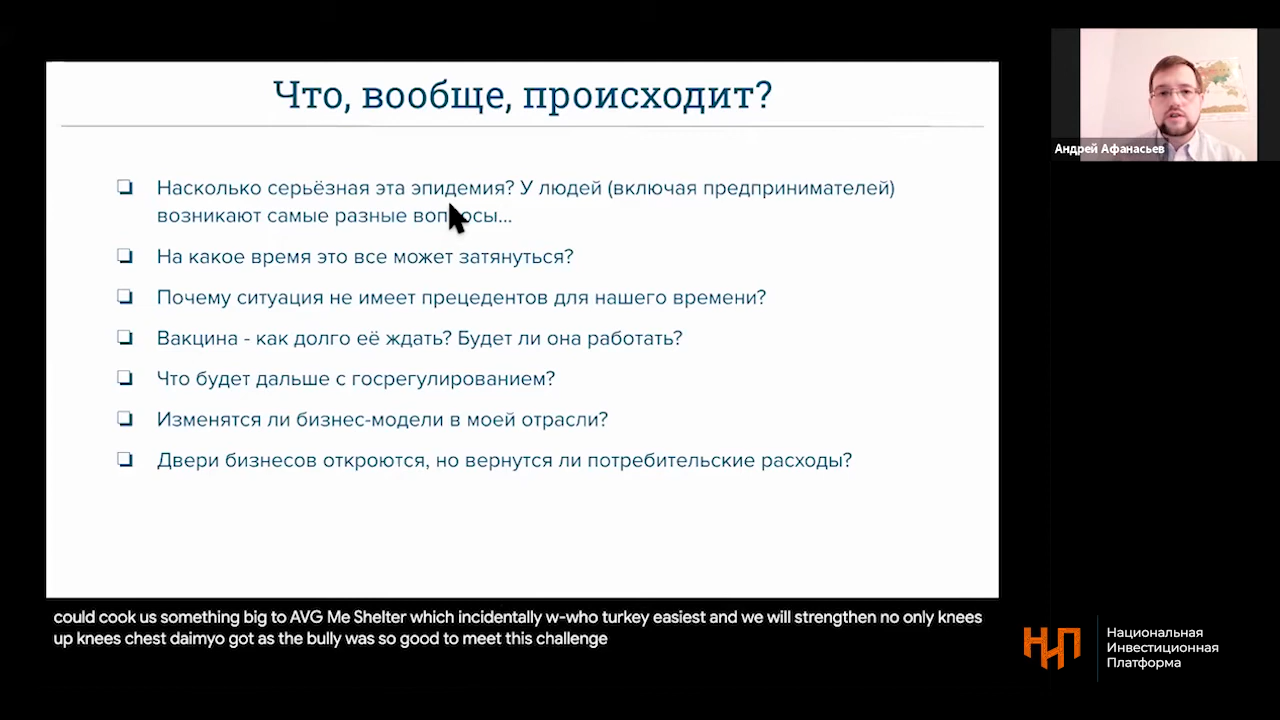 Что, вообще, происходит?
Насколько серьёзная эта эпидемия? У людей (включая предпринимателей)
возникают самые разные вопросы...
На какое время это все может затянуться?
Почему ситуация не имеет прецедентов для нашего времени?
Вакцина - как долго её ждать? Будет ли она работать?
Что будет дальше с госрегулированием?
Изменятся ли бизнес-модели в моей отрасли?
Двери бизнесов откроются, но вернутся ли потребительские расходы?
Андрей Афанасьев
could cook us something big to AVG Me Shelter which incidentally w-who turkey easiest and we will strengthen no only knees
up knees chest daimyo got as the bully was so good to meet this challenge
НИП
Национальная
Инвестиционная
Платформа